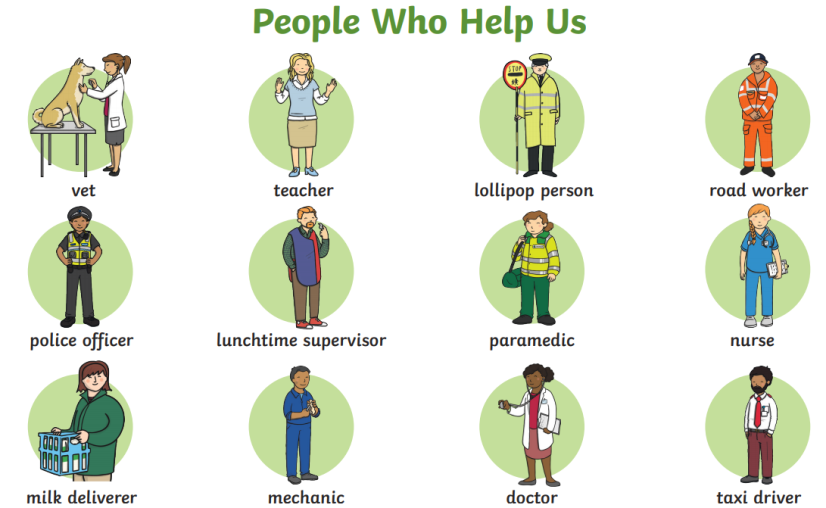 People Who Help Us
STOP
vet
teacher
lollipop person
road worker
police officer
lunchtime supervisor
paramedic
nurse
milk deliverer
mechanic
doctor
taxi driver